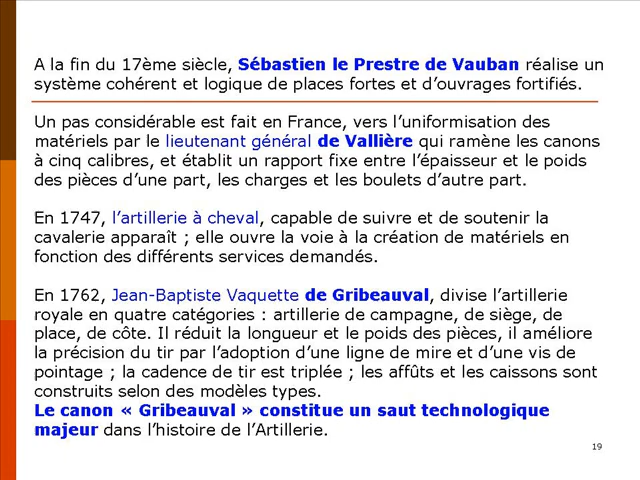 A la fin du 17ème siècle, Sébastien le Prestre de Vauban réalise un
système cohérent et logique de places fortes et d’ouvrages fortifiés.
Un pas considérable est fait en France, vers l’uniformisation des
matériels par le lieutenant général de Vallière qui ramène les canons
à cinq calibres, et établit un rapport fixe entre l’épaisseur et le poids
des pièces d’une part, les charges et les boulets d’autre part.
En 1747, l’artillerie à cheval, capable de suivre et de soutenir la
cavalerie apparaît ; elle ouvre la voie à la création de matériels en
fonction des différents services demandés.
En 1762, Jean-Baptiste Vaquette de Gribeauval, divise l’artillerie
royale en quatre catégories : artillerie de campagne, de siège, de
place, de côte. Il réduit la longueur et le poids des pièces, il améliore
la précision du tir par l’adoption d’une ligne de mire et d’une vis de
pointage ; la cadence de tir est triplée ; les affûts et les caissons sont
construits selon des modèles types.
Le canon « Gribeauval » constitue un saut technologique
majeur dans l’histoire de l’Artillerie.
19